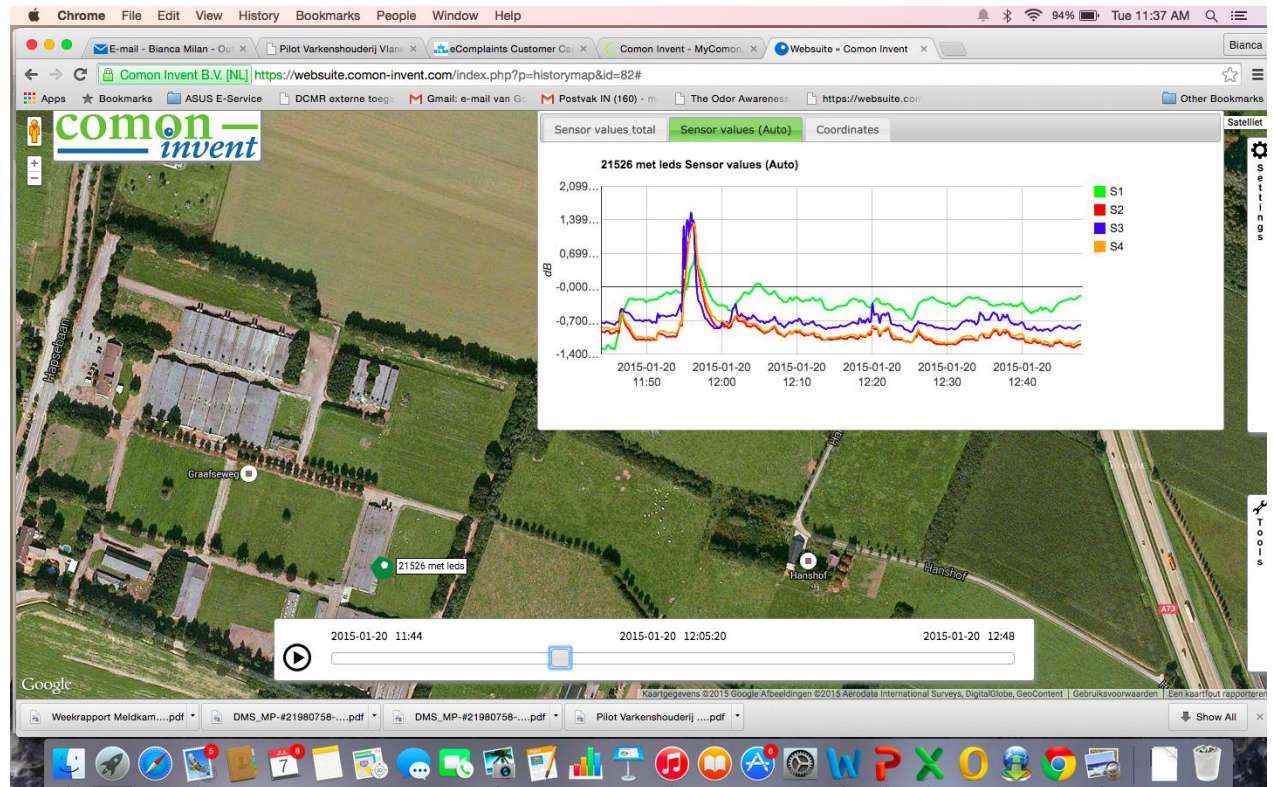 Chrome File Edit View History Bookmarks People Window Help 94% Tue 11:37 AM
E-mail - Bianca Milan - Ou
Pilot Varkenshouderij Vlan
eComplaints Customer Ca
Comon Invent - MyComon
Websuite « Comon Invent
Bianca
Comon Invent B.V. [NL] https://websuite.comon-invent.com/index.php?p=historymap&id=82#
Apps Bookmarks ASUS E-Service DCMR externe toega Gmail: e-mail van Go Postvak IN (160) - m The Odor Awareness https://websuite.com Other Bookmarks
comon
invent
Sensor values total Sensor values (Auto) Coordinates
Satelliet
Settings
21526 met leds Sensor values (Auto)
2,099...
1,399...
0,699...
-0,000...
-0,700...
-1,400...
dB
S1
S2
S3
S4
2015-01-20 2015-01-20 2015-01-20 2015-01-20 2015-01-20 2015-01-20
11:50 12:00 12:10 12:20 12:30 12:40
Hapsebaan
Graafseweg
21526 met leds
Hanshof
Hanshof
Tools
A73
2015-01-20 11:44 2015-01-20 12:05:20 2015-01-20 12:48
Google
Kaartgegevens ©2015 Google Afbeeldingen ©2015 Aerodata International Surveys, DigitalGlobe, GeoContent Gebruiksvoorwaarden Een kaartfout rapporteren
Weekrapport Meldkam....pdf DMS_MP-#21980758-....pdf DMS_MP-#21980758-....pdf Pilot Varkenshouderij ....pdf Show All
5
8
JUL
7
6